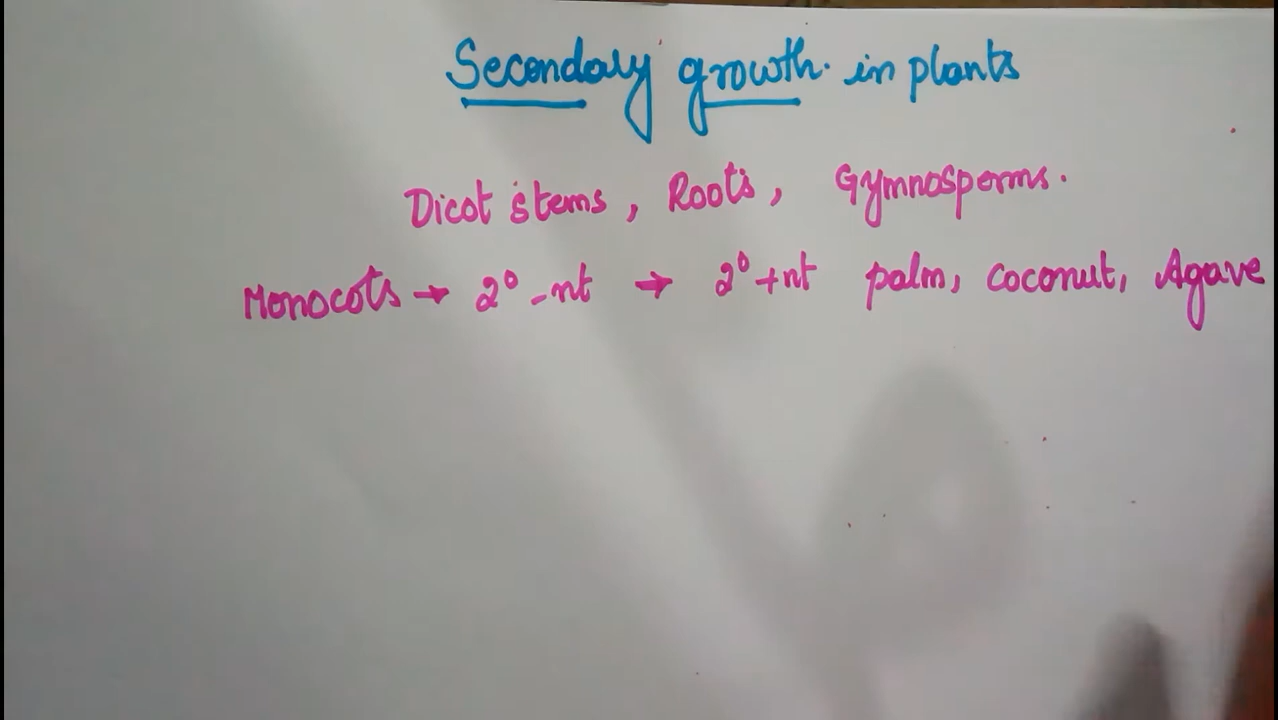 Secondary growth in plants
Dicot stems, Roots, Gymnosperms.
Monocots → 2° -nt → 2° +nt palm, coconut, Agave